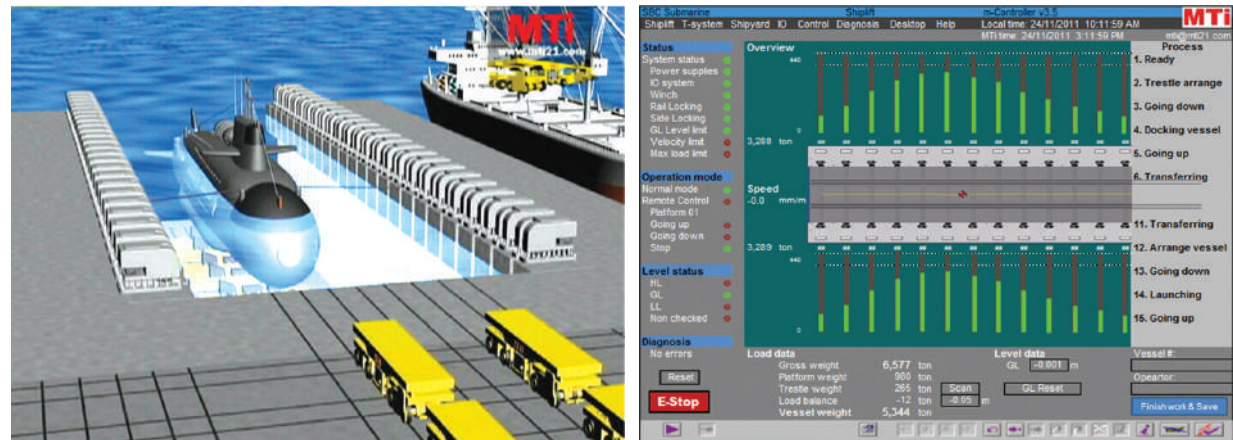 MTi
www.mti21.com
SBC Submarine Shiplift m-Controller v3.5
MTi
Shiplift T-system Shipyard IO Control Diagnosis Desktop Help Local time: 24/11/2011 10:11:59 AM
MTi time: 24/11/2011 3:11:59 PM mti@mti21.com
Status
System status
Power supplies
IO system
Winch
Rail Locking
Side Locking
GL Level limit
Velocity limit
Max load limit
Operation mode
Normal mode
Remote Control
Platform 01
Going up
Going down
Stop
Level status
HL
GL
LL
Non checked
Diagnosis
No errors
Reset
E-Stop
Overview
440
0
3,288 ton
Speed
-0.0 mm/m
3,289 ton
440
0
Process
1. Ready
2. Trestle arrange
3. Going down
4. Docking vessel
5. Going up
6. Transferring
11. Transferring
12. Arrange vessel
13. Going down
14. Launching
15. Going up
Load data
Gross weight 6,577 ton
Platform weight 980 ton
Trestle weight 265 ton Scan
Load balance -12 ton -0.05 m
Vessel weight 5,344 ton
Level data
GL -0.001 m
GL Reset
Vessel #:
Opeartor:
Finish work & Save